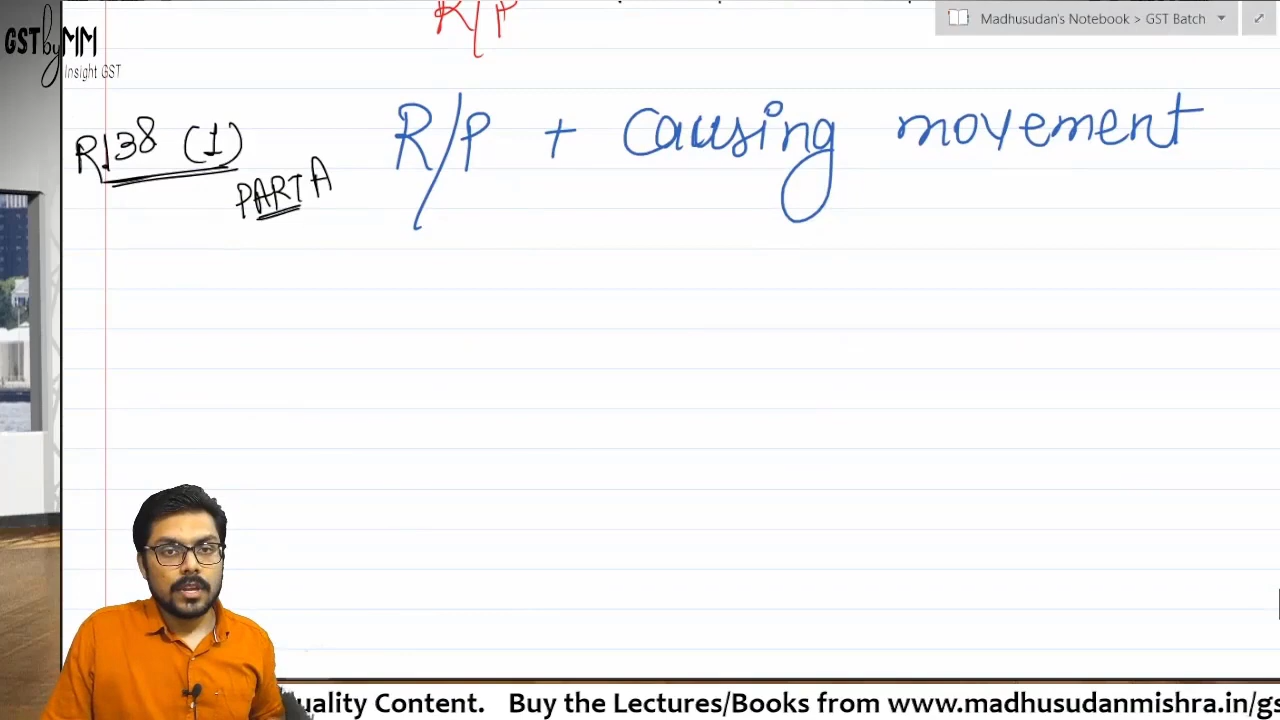 R/P
Madhusudan's Notebook > GST Batch
GST by MM
Insight GST
R138 (1)
PART A
R/P + causing movement
uality Content. Buy the Lectures/Books from www.madhusudanmishra.in/gs